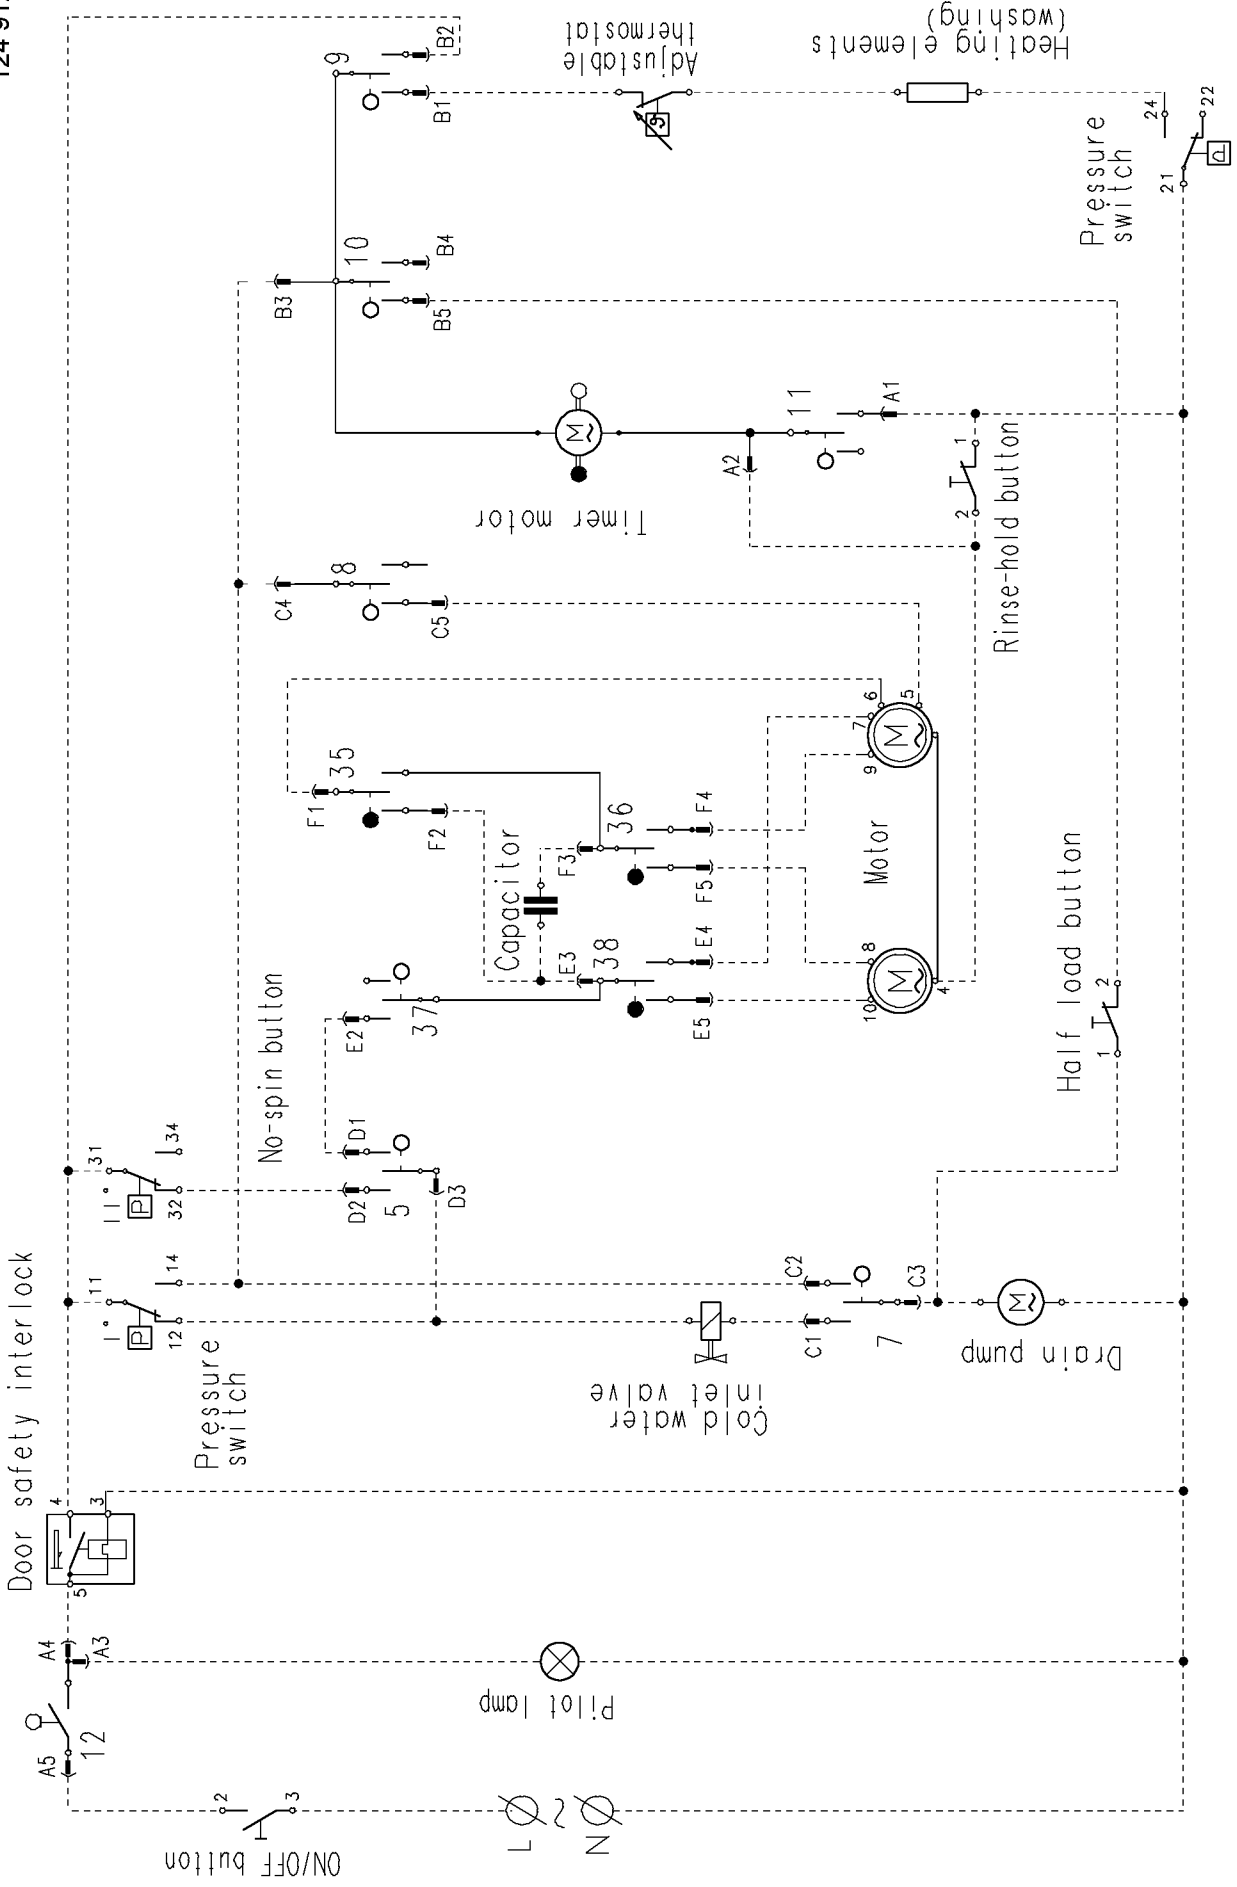 Door safety interlock
ON/OFF button
2
3
L
N
A5
12
A4
A3
Pilot lamp
5
4
3
Pressure
switch
I°
P
11
12
14
II°
P
31
32
34
No-spin button
D2
D1
5
D3
E2
37
Cold water
inlet valve
C1
C2
7
C3
Drain pump
M
Capacitor
E3
38
E5
E4
F3
36
F5
F4
F1
35
F2
Motor
M
10
8
4
M
9
7
6
5
Half load button
1
2
C4
8
C5
Timer motor
M
A2
11
A1
Rinse-hold button
2
1
B3
10
B5
B4
9
B1
B2
Adjustable
thermostat
Heating elements
(washing)
Pressure
switch
21
22
24
P